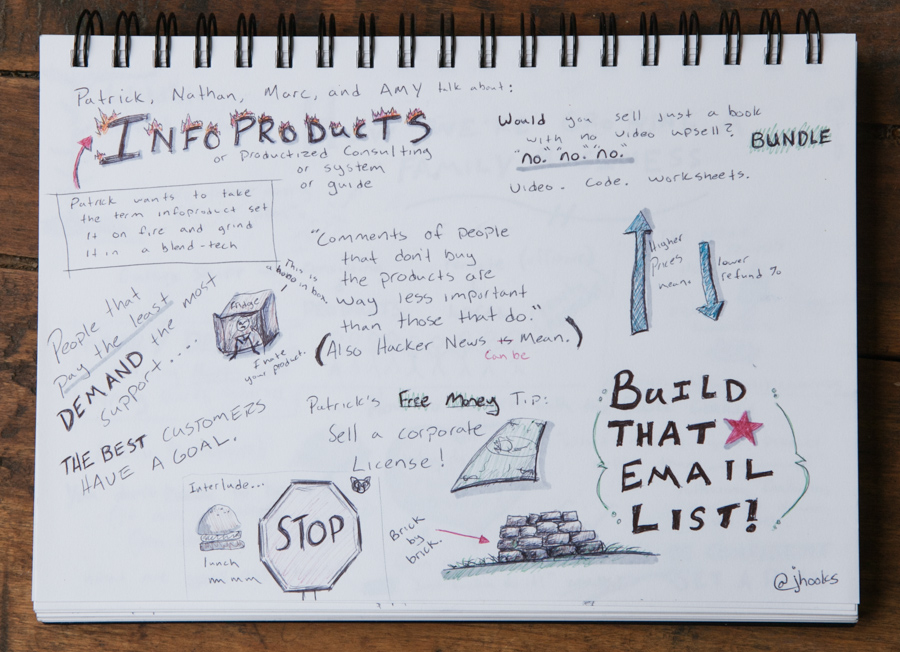 Patrick, Nathan, Marc, and Amy talk about:
INFOPRODUCTS
or Productized Consulting
or system
or guide
Patrick wants to take
the term infoproduct set
it on fire and grind
it in a blend-tech
Would you sell just a book
with no video upsell?
"no." "no." "no."
BUNDLE
Video. Code. Worksheets.
Higher
Prices
mean
lower
refund %
"Comments of people
that don't buy
the products are
way less important
than those that do."
(Also Hacker News is Mean.)
can be
People that
pay the least
DEMAND the most
support.....
This is
a hobo in box.
Fridge
I hate
your product.
THE BEST CUSTOMERS
HAVE A GOAL.
Patrick's Free Money Tip:
Sell a corporate
License!
BUILD
THAT
EMAIL
LIST!
Interlude...
lunch
mm mm
STOP
Brick
by
brick.
@jhooks